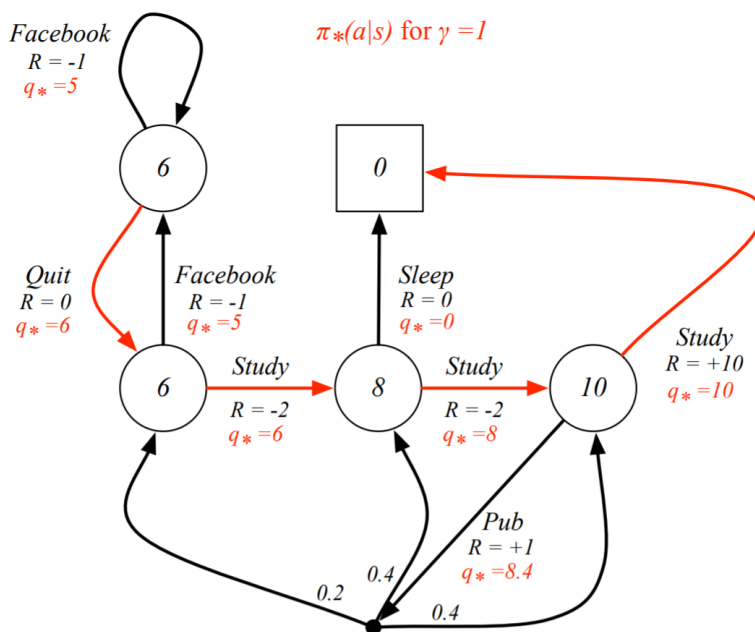 Facebook
R = -1
q* =5
π*(a|s) for γ =1
6
0
Quit
R = 0
q* =6
Facebook
R = -1
q* =5
Sleep
R = 0
q* =0
Study
R = +10
q* =10
6
Study
R = -2
q* =6
8
Study
R = -2
q* =8
10
Pub
R = +1
q* =8.4
0.2
0.4
0.4